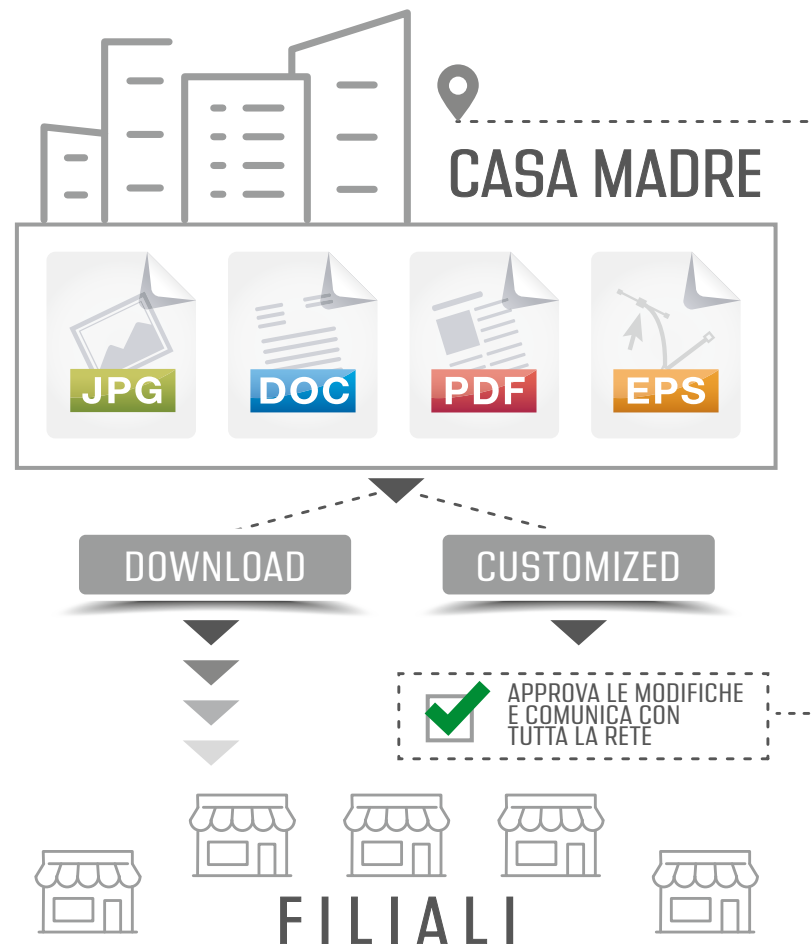 CASA MADRE
JPG
DOC
PDF
EPS
DOWNLOAD
CUSTOMIZED
APPROVA LE MODIFICHE
E COMUNICA CON
TUTTA LA RETE
FILIALI